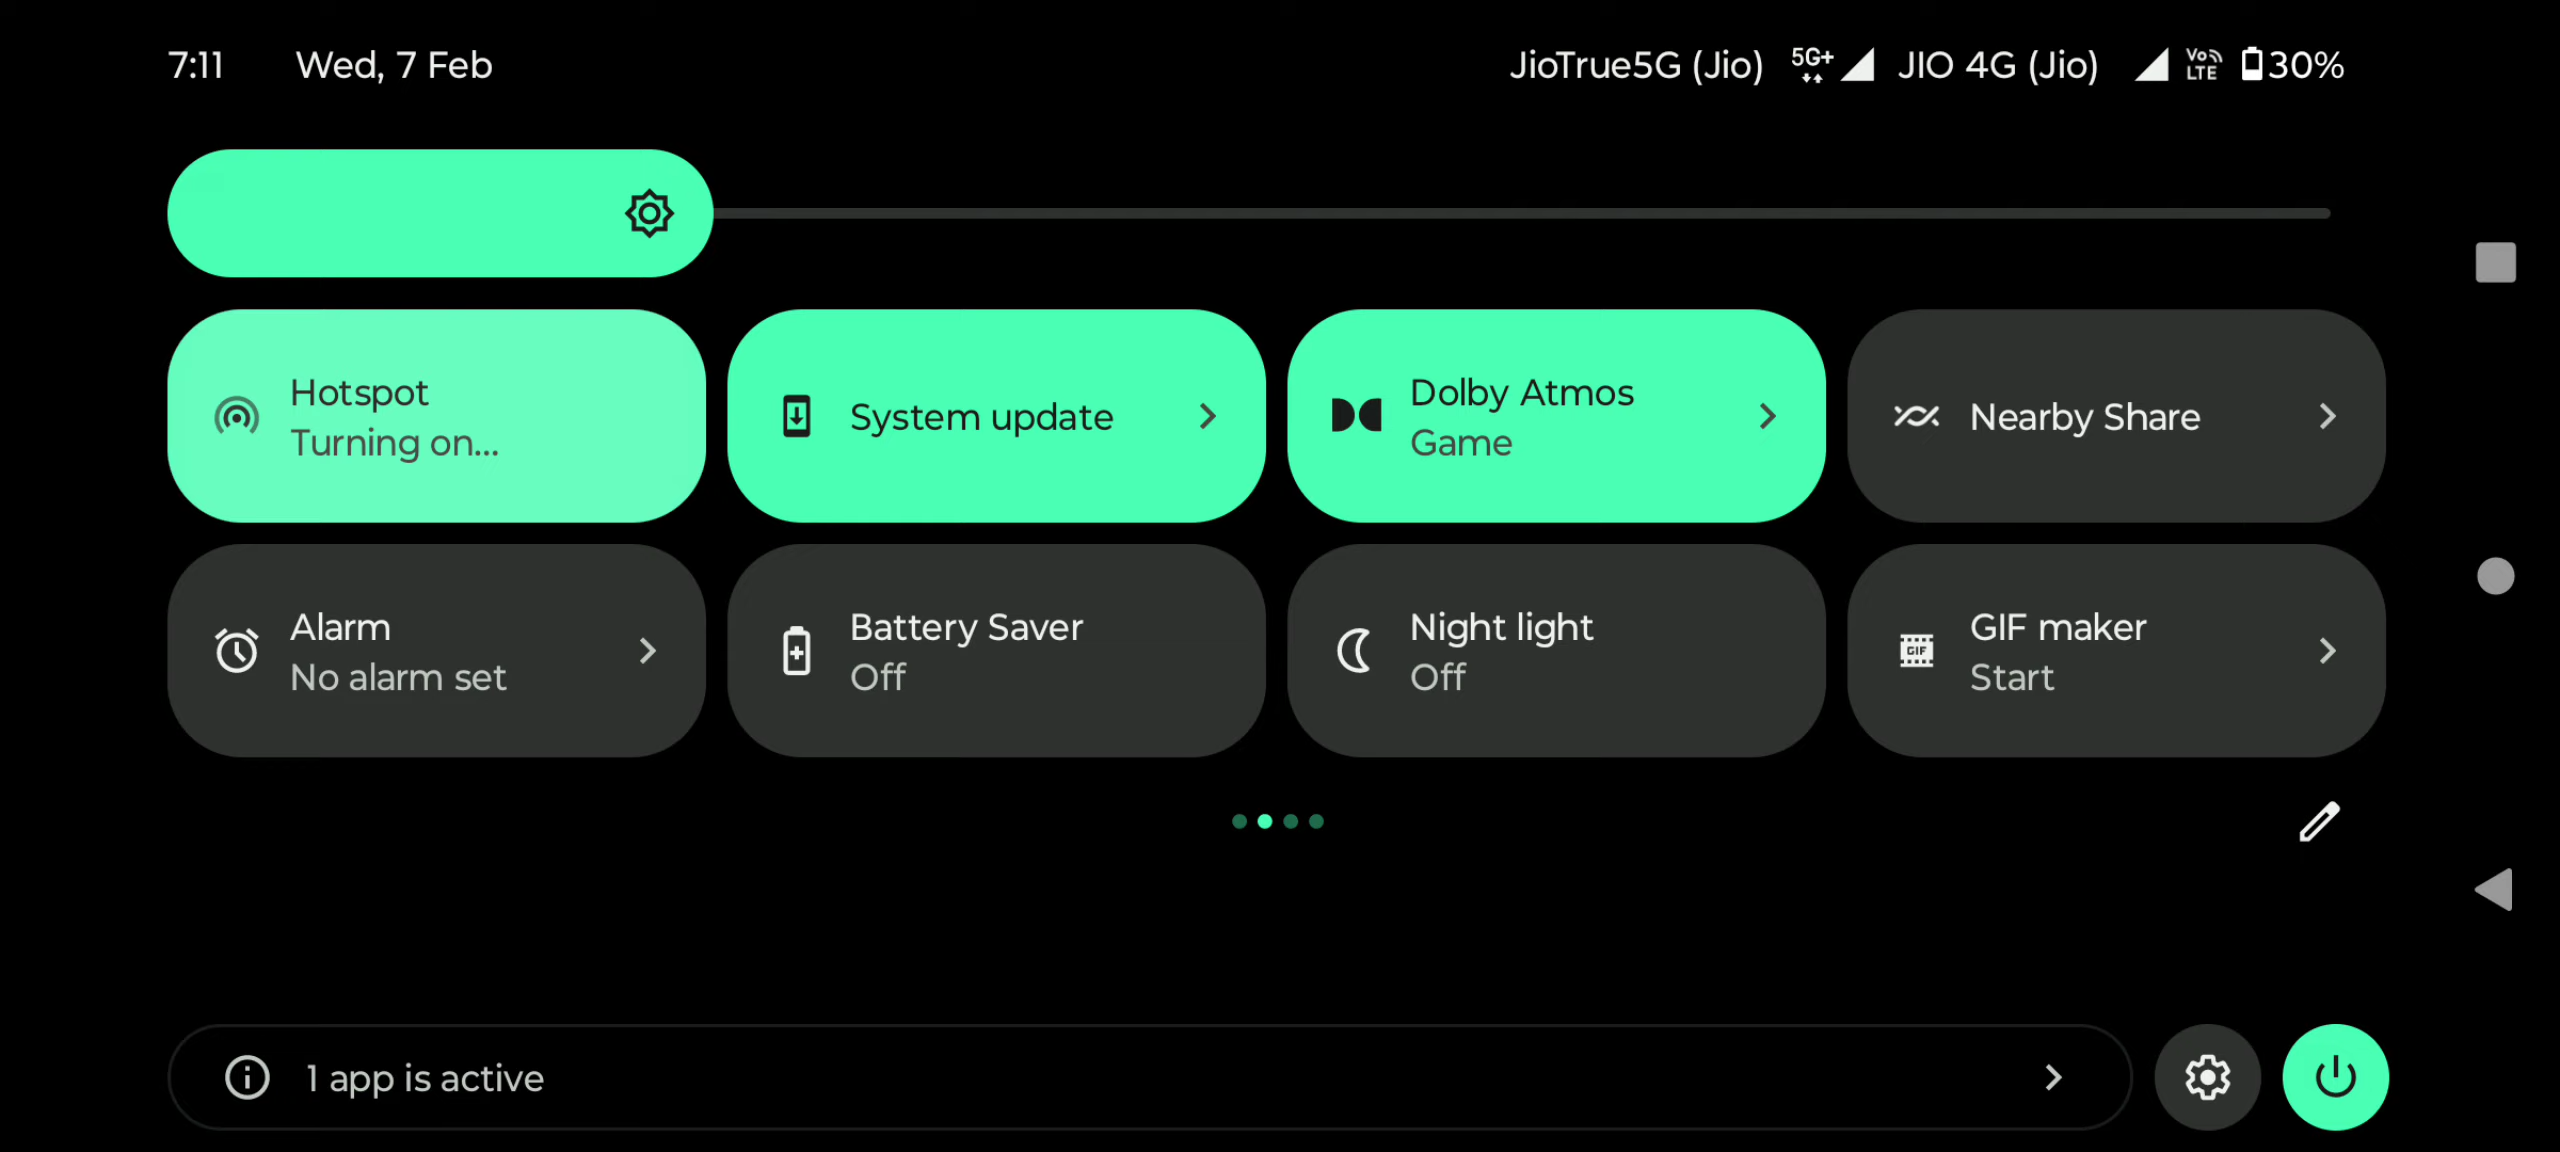 7:11 Wed, 7 Feb JioTrue5G (Jio) 5G+ JIO 4G (Jio) VoLTE 30%
Hotspot
Turning on...
System update
Dolby Atmos
Game
Nearby Share
Alarm
No alarm set
Battery Saver
Off
Night light
Off
GIF maker
Start
GIF
1 app is active